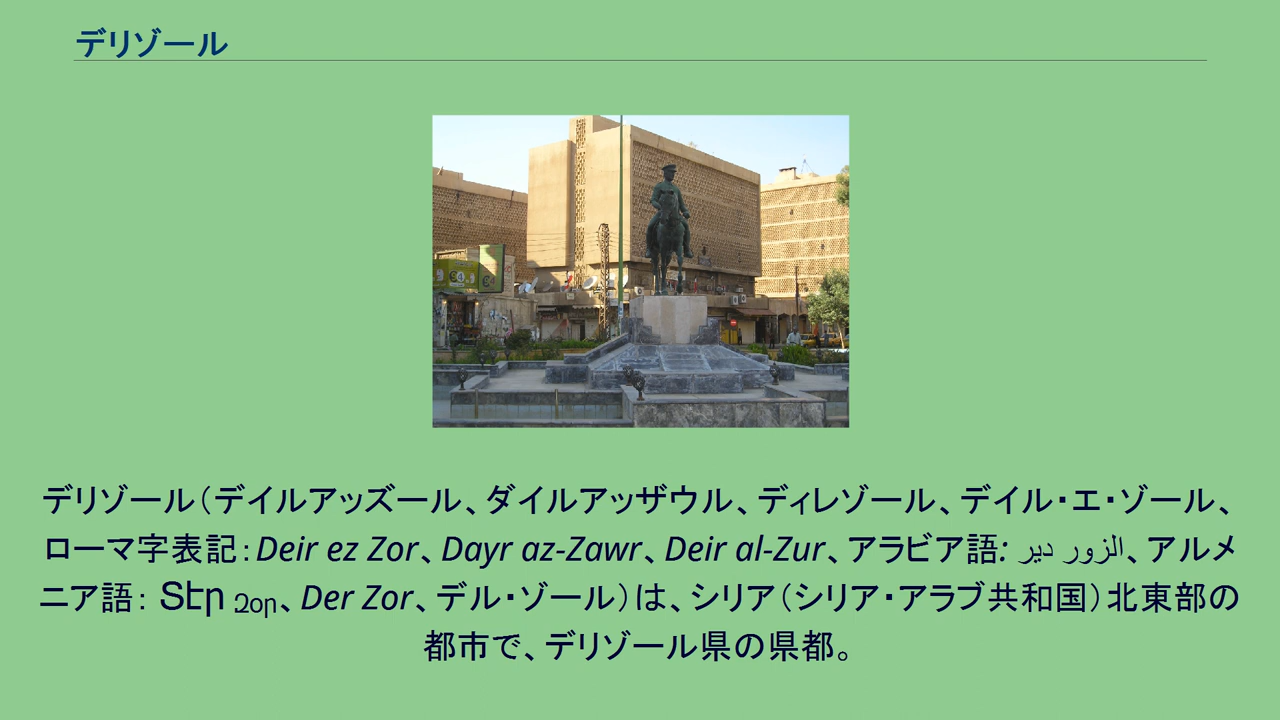 デリゾール
デリゾール（デイルアッズール、ダイルアッザウル、ディレゾール、デイル・エ・ゾール、
ローマ字表記：Deir ez Zor、Dayr az-Zawr、Deir al-Zur、アラビア語: الزور دير、アルメ
ニア語： Տէր Զօր、Der Zor、デル・ゾール）は、シリア（シリア・アラブ共和国）北東部の
都市で、デリゾール県の県都。